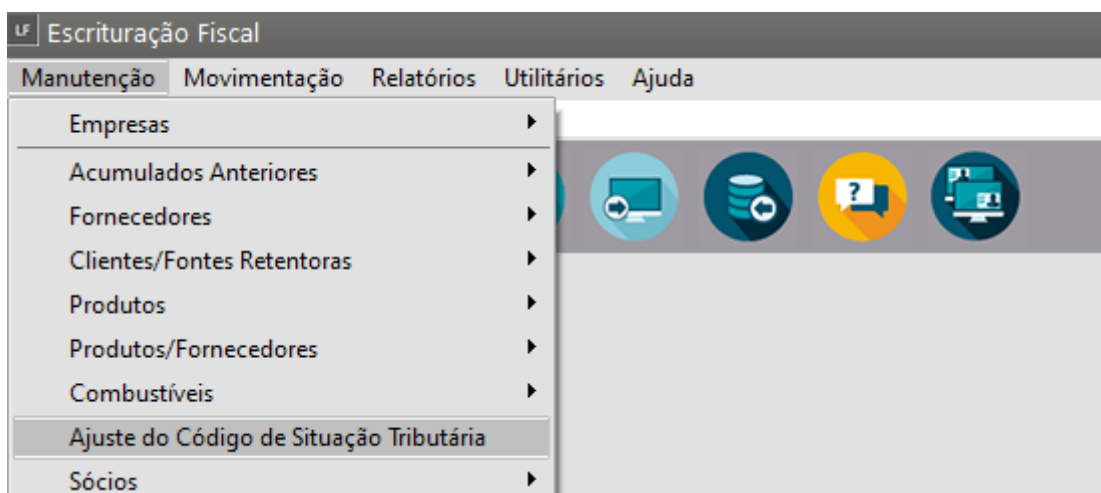 LF Escrituração Fiscal
Manutenção Movimentação Relatórios Utilitários Ajuda
Empresas
Acumulados Anteriores
Fornecedores
Clientes/Fontes Retentoras
?
Produtos
Produtos/Fornecedores
Combustíveis
Ajuste do Código de Situação Tributária
Sócios